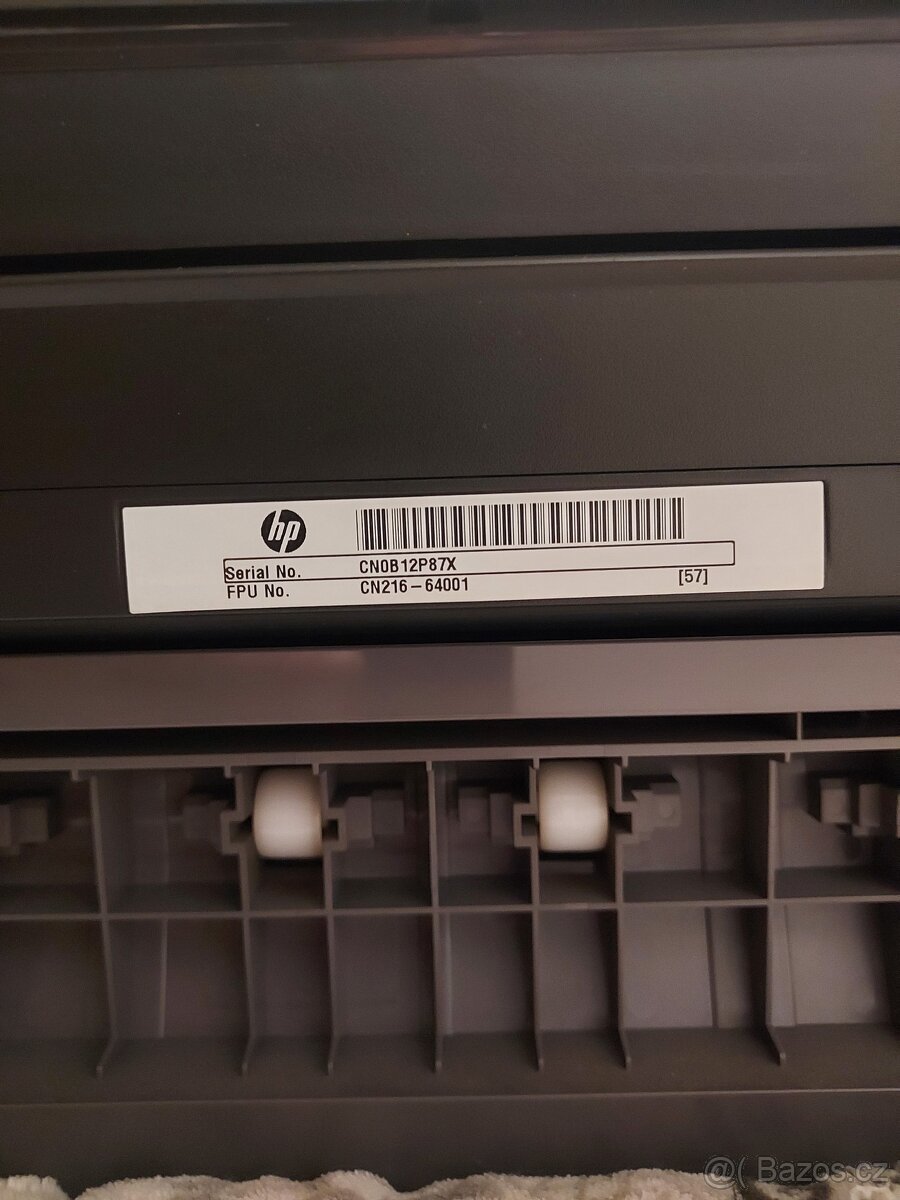 hp
Serial No. CN0B12P87X
FPU No. CN216-64001 [57]
@( Bazos.cz